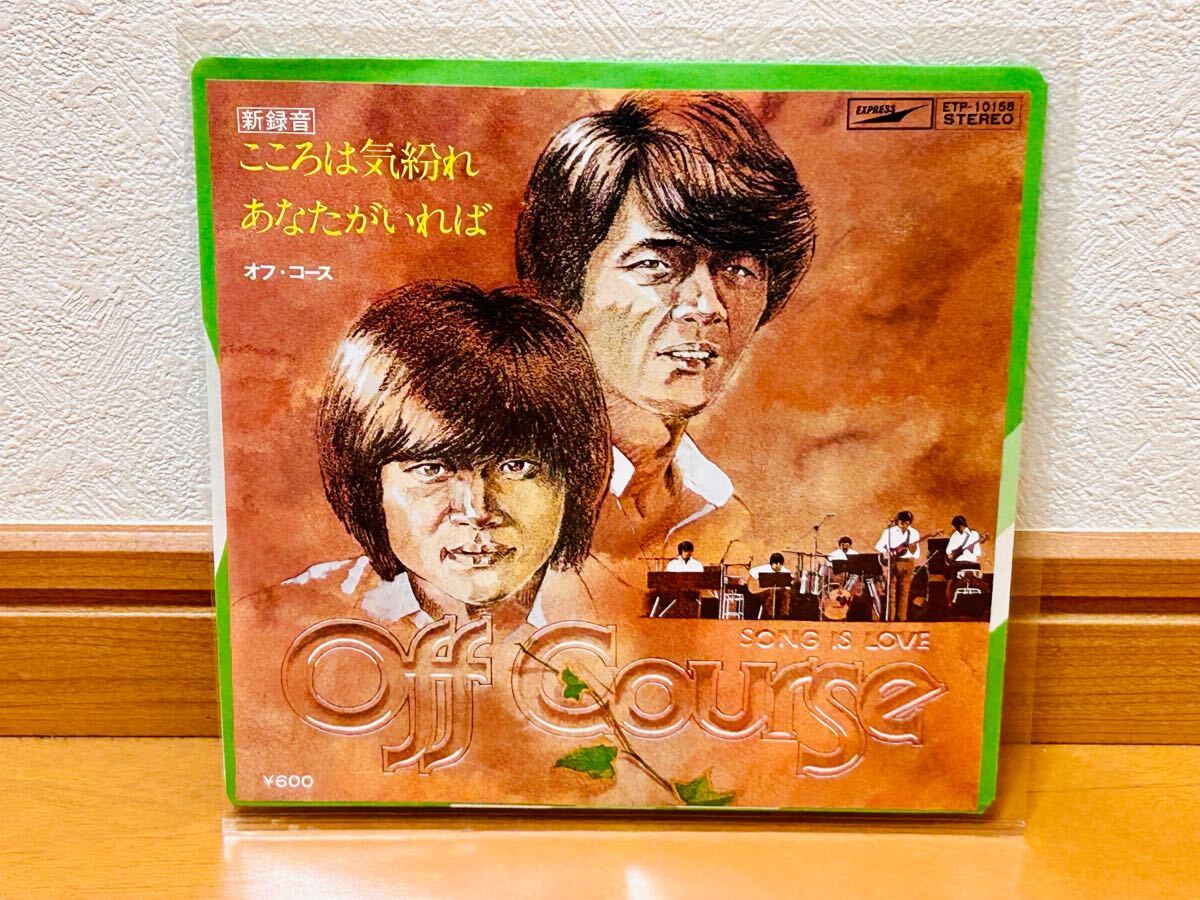 新録音
こころは気紛れ
あなたがいれば
オフ・コース
EXPRESS
ETP-10158
STEREO
SONG IS LOVE
Off Course
¥600